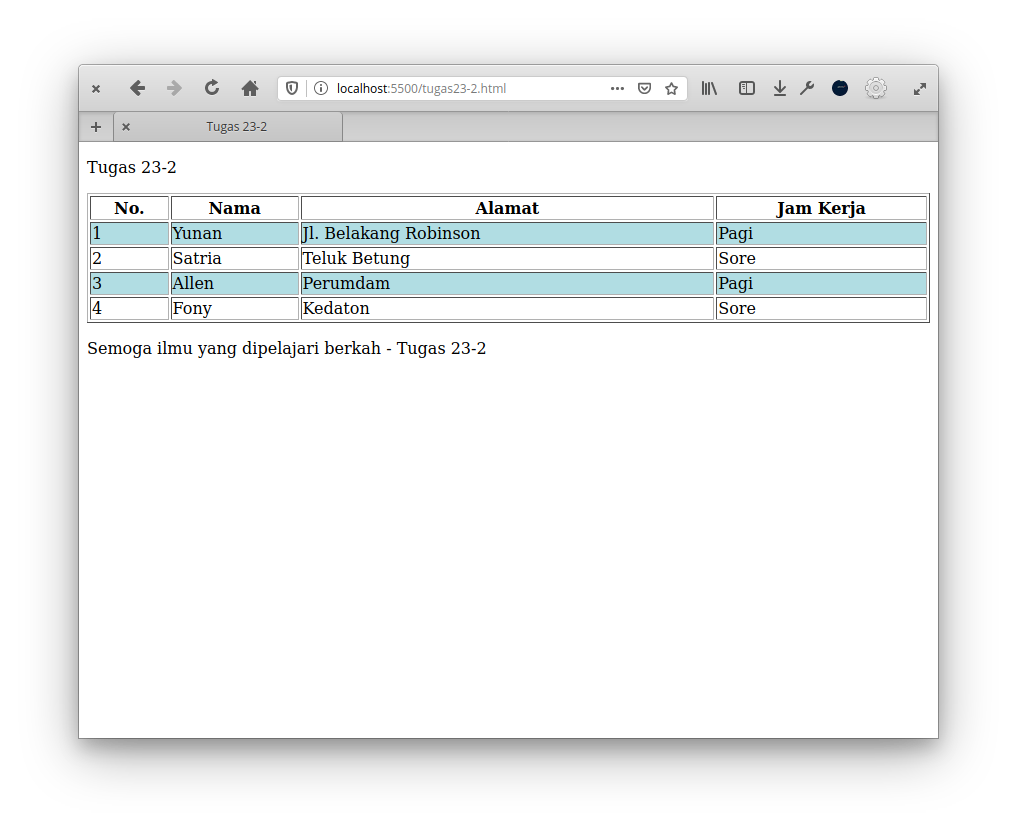 localhost:5500/tugas23-2.html
Tugas 23-2
Tugas 23-2
No. Nama Alamat Jam Kerja
1 Yunan Jl. Belakang Robinson Pagi
2 Satria Teluk Betung Sore
3 Allen Perumdam Pagi
4 Fony Kedaton Sore
Semoga ilmu yang dipelajari berkah - Tugas 23-2